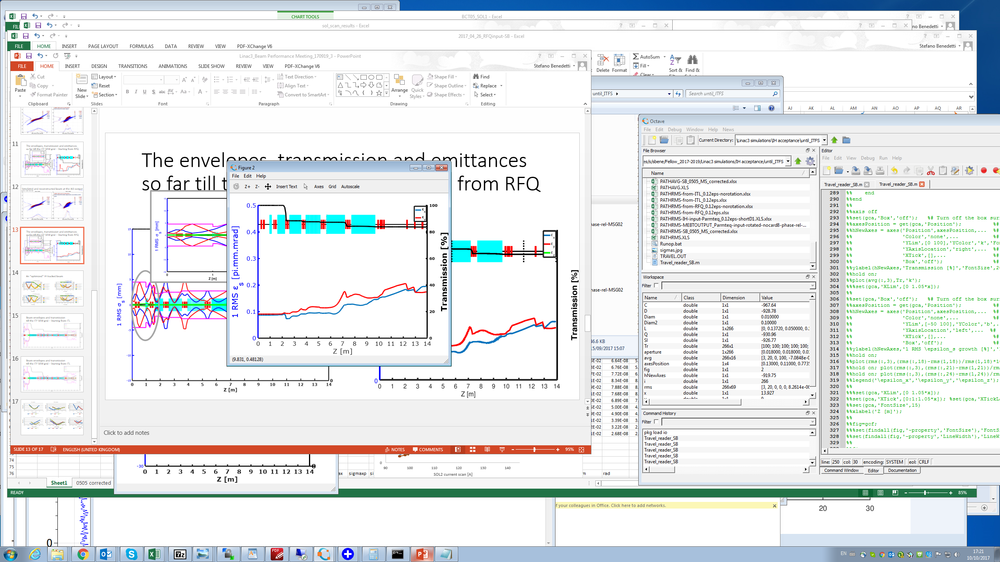 CHART TOOLS
BCT05_SOL1 - Excel
sol_scan_results - Excel
no Benedetti
2017_04_26_RFQinput-SB - Excel
FILE HOME INSERT PAGE LAYOUT FORMULAS DATA REVIEW VIEW PDF-XChange V6
Stefano Benedetti
Linac3_Beam Performance Meeting_170919_3 - PowerPoint
FILE HOME INSERT DESIGN TRANSITIONS ANIMATIONS SLIDE SHOW REVIEW VIEW PDF-XChange V6
Stefano Benedetti
Paste
Cut
Copy
Format Painter
Clipboard
New
Slide
Layout
Reset
Section
Slides
Font
Text Direction
Align Text
Convert to SmartArt
Paragraph
Arrange
Quick
Styles
Shape Fill
Shape Outline
Shape Effects
Drawing
Find
Replace
Select
Editing
Delete Format
AutoSum
Fill
Clear
Sort &
Find &
until_ITFS
Search until_ITFS
AJ AK AL AM AN AO AP AQ AR
11
The envelopes, transmission and emittances
so far till the ITF SEM grid – Starting from RFQ
12
Simulated and reconstructed beam at the IA3 output
13
The envelopes, transmission and emittances
so far till the ITF SEM grid – Starting from RFQ
14
An "optimized" IH tracked beam
15
Beam envelopes and transmission
till the ITF SEM grid – Starting from ITL
16
Beam envelopes and transmission
till the ITF SEM grid – Starting from ITL
17
The envelopes, transmission and emittances
so far till t from RFQ
1 RMS σs [mm]
15
10
5
0
-5
-10
-15
0 1 2 3 4 5 6 7 8 9 10 11 12 13 14
Z [m]
1 RMS σs [mm]
0 1
Z [m]
Figure 2
File Edit Help
Z+ Z- Insert Text Axes Grid Autoscale
1 RMS εs [pi.mm.mrad]
0.5
0.4
0.3
0.2
0.1
0
0 1 2 3 4 5 6 7 8 9 10 11 12 13 14
Z [m]
100
80
60
40
20
0
Transmission [%]
εx
εy
(9.831, 0.48128)
εx
εy
εz
Transmission [%]
0
0 1 2 3 4 5 6 7 8 9 10 11 12 13 14
Z [m]
Click to add notes
SLIDE 13 OF 17 ENGLISH (UNITED KINGDOM) NOTES COMMENTS 95%
hase-rel-MSG02
hase-rel-MSG02
46.6 KB
15/09/2017 15:07
6.64E-08
6.76E-08
7.72E-08
8.34E-08
7.88E-08
7.68E-08
6.89E-08
5.00E-08
4.90E-08
3.39E-08
3.22E-08
2.68E-08
Octave
File Edit Debug Window Help News
Current Directory: \Linac3 simulations\IH acceptance\until_ITFS
File Browser
es/s/sbene/Fellow_2017-2019/Linac3 simulations/IH acceptance/until_ITFS
Name
PATHAVG-SB_0505_MS_corrected.xlsx
PATHAVG.XLS
PATHRMS-from-ITL_0.12eps-norotation.xlsx
PATHRMS-from-ITL_0.12eps.xlsx
PATHRMS-from-RFQ_0.12eps-norotation.xlsx
PATHRMS-from-RFQ_0.12eps.xlsx
PATHRMS-IH-input-Parmteq_0.12eps-shortD1.XLS.xlsx
PATHRMS-MEBTOUTPUT_Parmteq-input-rotated-nocard8-phase-rel-...
PATHRMS-SB_0505_MS_corrected.xlsx
PATHRMS.XLS
Runop.bat
sigmas.jpg
TRAVEL.OUT
Travel_reader_SB.m
Workspace
Filter
Name Class Dimension Value
C double 1x1 -967.64
D double 1x1 -928.78
Diam double 1x1 0.010000
Diam2 double 1x1 0.10000
L double 1x266 [0, 0.13720, 0.050000, 0.
Q double 1x1 -930.96
Sl double 1x1 -926.77
Tr double 266x1 [100; 100; 100; 100; 100;
aperture double 1x266 [0.018000, 0.018000, 0.01
avg double 266x16 [3, 20, 0, 100, -7.0848e-0
axesPosition double 1x4 [0.13000, 0.11000, 0.7735
fig double 1x1 2
hNewAxes double 1x1 -919.75
i double 1x1 266
rms double 266x69 [3, 20, 0, 0, 0, 8.2614e-00
x double 1x1 13.927
Command History
Filter
pkg load io
Travel_reader_SB
Travel_reader_SB
Travel_reader_SB
Travel_reader_SB
Travel_reader_SB
Editor
File Edit View Debug Run Help
Travel_reader_SB.m Travel_reader_SB.m
289 %% end
290 %%end
291 %%
292 %%axis off
293 %%set(gca,'Box','off'); %# Turn off the box surr
294 %%axesPosition = get(gca,'Position'); %#
295 %%hNewAxes = axes('Position',axesPosition,... %#
296 %% 'Color','none',... %#
297 %% 'YLim',[0 100],'YColor','k','Fo
298 %% 'YAxisLocation','right',... %#
299 %% 'XTick',[],... %#
300 %% 'Box','off'); %#
301 %%ylabel(hNewAxes,'Transmission [%]','FontSize',20
302 %%hold on;
303 %%plot(avg(:,3),Tr,'k');
304 %%%set(gca,'XLim',[0 1.05*x]);
305 %%
306 %%set(gca,'Box','off'); %# Turn off the box surr
307 %%axesPosition = get(gca,'Position'); %#
308 %%hNewAxes = axes('Position',axesPosition,... %#
309 %% 'Color','none',... %#
310 %% 'YLim',[-50 100],'YColor','b',.
311 %% 'YAxisLocation','left',... %#
312 %% 'XTick',[],... %#
313 %% 'Box','off'); %#
314 %%ylabel(hNewAxes,'1 RMS \epsilon_s growth [%]','
315 %%hold on;
316 %%plot(rms(:,3),(rms(:,18)-rms(1,18))/rms(1,18)*10
317 %%hold on; plot(rms(:,3),(rms(:,21)-rms(1,21))/rm
318 %%hold on; plot(rms(:,3),(rms(:,24)-rms(1,24))/rm
319 %%legend('\epsilon_x','\epsilon_y','\epsilon_z');
320 %%
321 %%%set(gca,'XLim',[0 1.05*x]);
322 %%set(gca,'XTick',[0:1:1.05*x]); %set(gca,'XTickLa
323 %%set(gca,'FontSize',15)
324 %%xlabel('Z [m]');
325 %%
326 %%fig=gcf;
327 %%%set(findall(fig,'-property','FontSize'),'FontSi
328 %%set(findall(fig,'-property','LineWidth'),'LineW
329 %%
line: 250 col: 30 encoding: SYSTEM eol: CRLF
Command Window Editor Documentation
74
75
76
-30
0 1 2 3 4 5 6 7 8 9 10 11 12 13 14
Z [m]
ax sigmaxp si
0
90 100 110 120 130 140
SOL2 current scan [A]
m rad
Sheet1 0505 corrected
READY
85%
0
f your colleagues in Office. Click here to add networks.
20 30
EN
17:21
10/10/2017